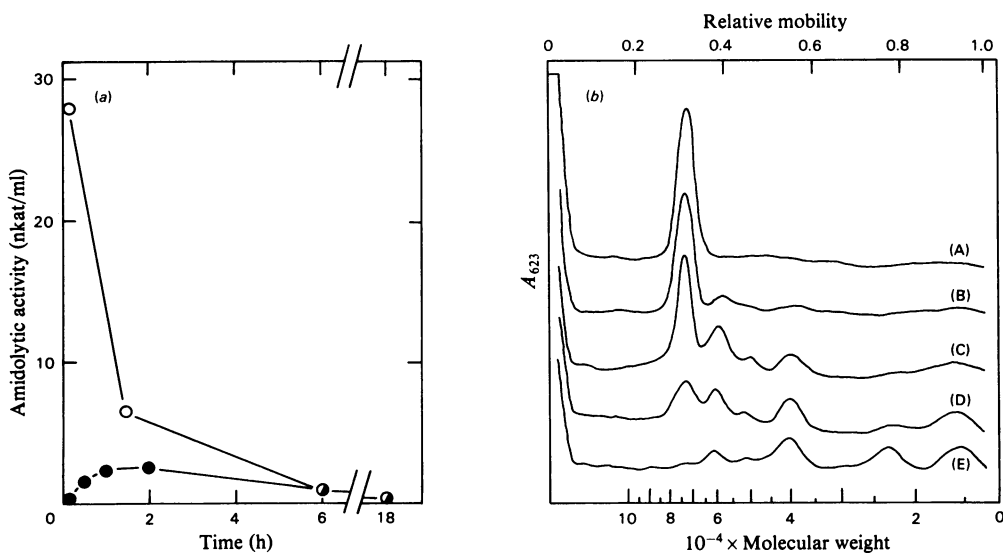 (a)
30
20
10
0
2
4
6
18
Amidolytic activity (nkat/ml)
Time (h)
Relative mobility
0
0.2
0.4
0.6
0.8
1.0
(b)
(A)
(B)
(C)
(D)
(E)
A623
10
8
6
4
2
0
10-4 × Molecular weight